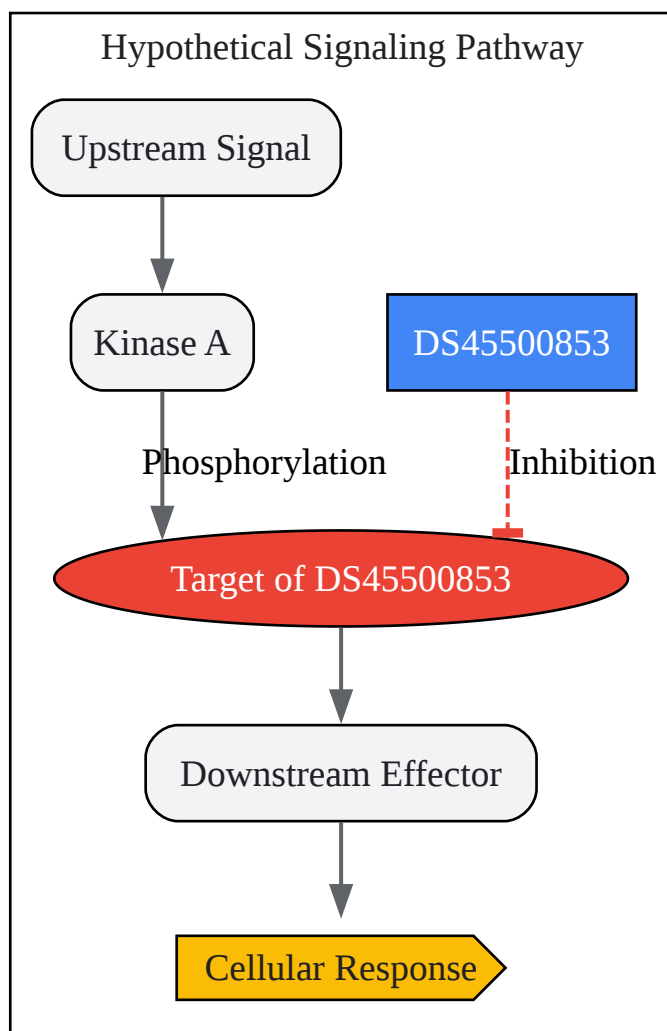 Hypothetical Signaling Pathway
Upstream Signal
Kinase A
DS45500853
Phosphorylation
Inhibition
Target of DS45500853
Downstream Effector
Cellular Response